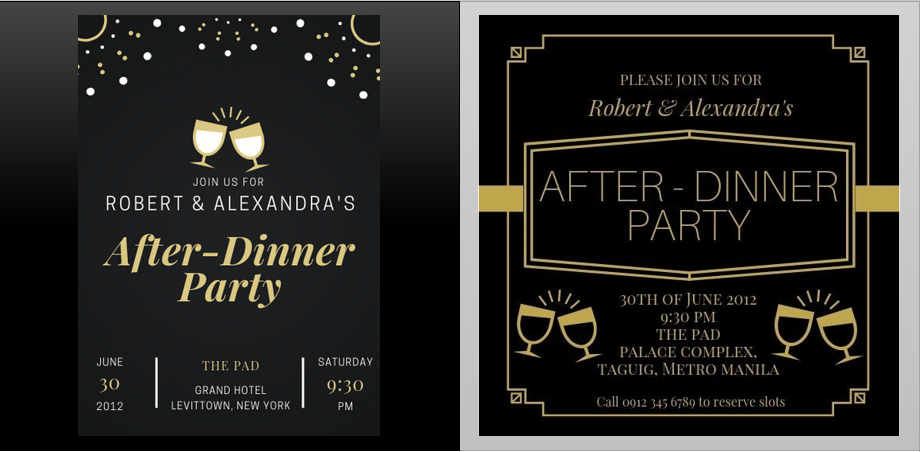 JOIN US FOR
ROBERT & ALEXANDRA'S
After-Dinner
Party
JUNE
30
2012
THE PAD
GRAND HOTEL
LEVITTOWN, NEW YORK
SATURDAY
9:30
PM
PLEASE JOIN US FOR
Robert & Alexandra's
AFTER - DINNER
PARTY
30TH OF JUNE 2012
9:30 PM
THE PAD
PALACE COMPLEX,
TAGUIG, METRO MANILA
Call 0912 345 6789 to reserve slots